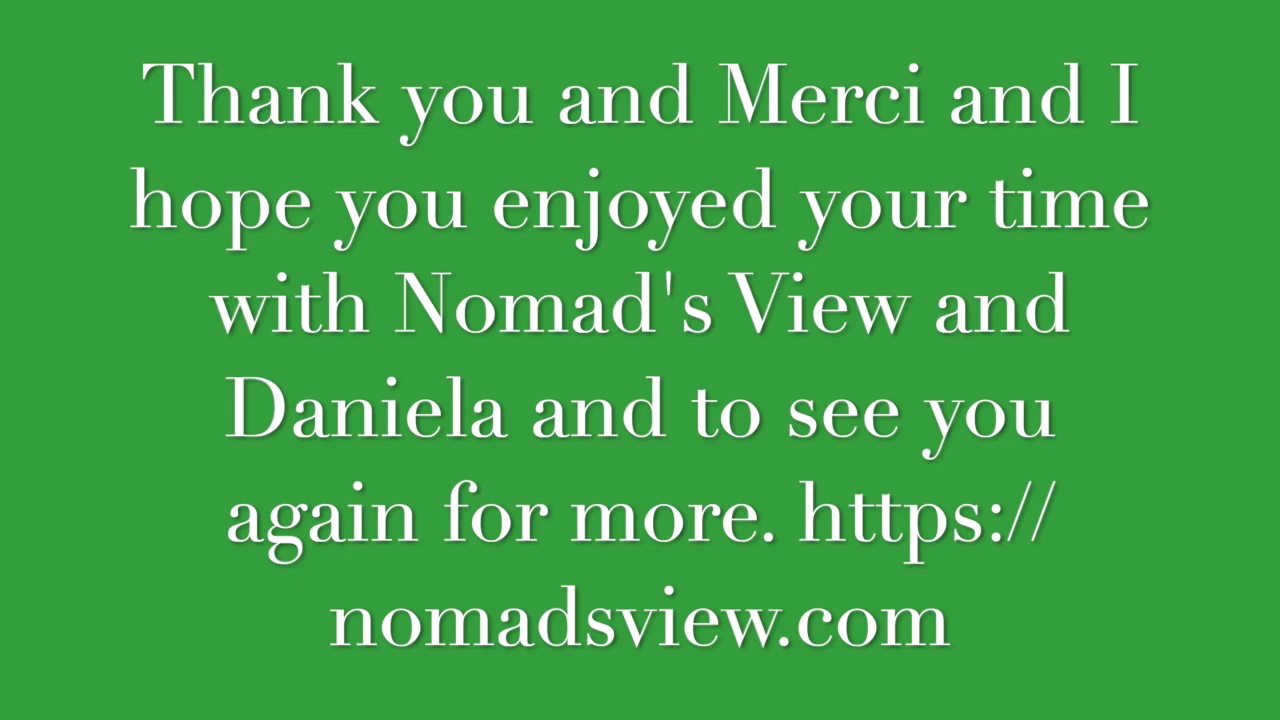 Thank you and Merci and I
hope you enjoyed your time
with Nomad's View and
Daniela and to see you
again for more. https://
nomadsview.com